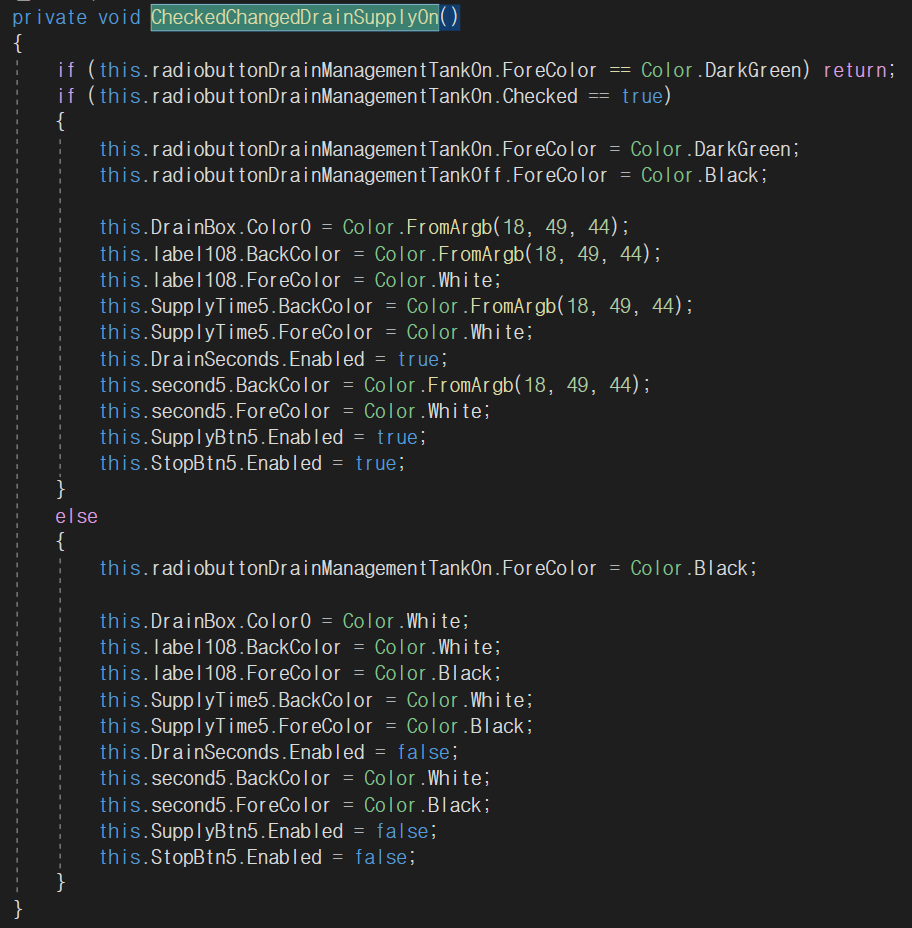 private void CheckedChangedDrainSupplyOn()
{
if (this.radiobuttonDrainManagementTankOn.ForeColor == Color.DarkGreen) return;
if (this.radiobuttonDrainManagementTankOn.Checked == true)
{
this.radiobuttonDrainManagementTankOn.ForeColor = Color.DarkGreen;
this.radiobuttonDrainManagementTankOff.ForeColor = Color.Black;
this.DrainBox.Color0 = Color.FromArgb(18, 49, 44);
this.label108.BackColor = Color.FromArgb(18, 49, 44);
this.label108.ForeColor = Color.White;
this.SupplyTime5.BackColor = Color.FromArgb(18, 49, 44);
this.SupplyTime5.ForeColor = Color.White;
this.DrainSeconds.Enabled = true;
this.second5.BackColor = Color.FromArgb(18, 49, 44);
this.second5.ForeColor = Color.White;
this.SupplyBtn5.Enabled = true;
this.StopBtn5.Enabled = true;
}
else
{
this.radiobuttonDrainManagementTankOn.ForeColor = Color.Black;
this.DrainBox.Color0 = Color.White;
this.label108.BackColor = Color.White;
this.label108.ForeColor = Color.Black;
this.SupplyTime5.BackColor = Color.White;
this.SupplyTime5.ForeColor = Color.Black;
this.DrainSeconds.Enabled = false;
this.second5.BackColor = Color.White;
this.second5.ForeColor = Color.Black;
this.SupplyBtn5.Enabled = false;
this.StopBtn5.Enabled = false;
}
}